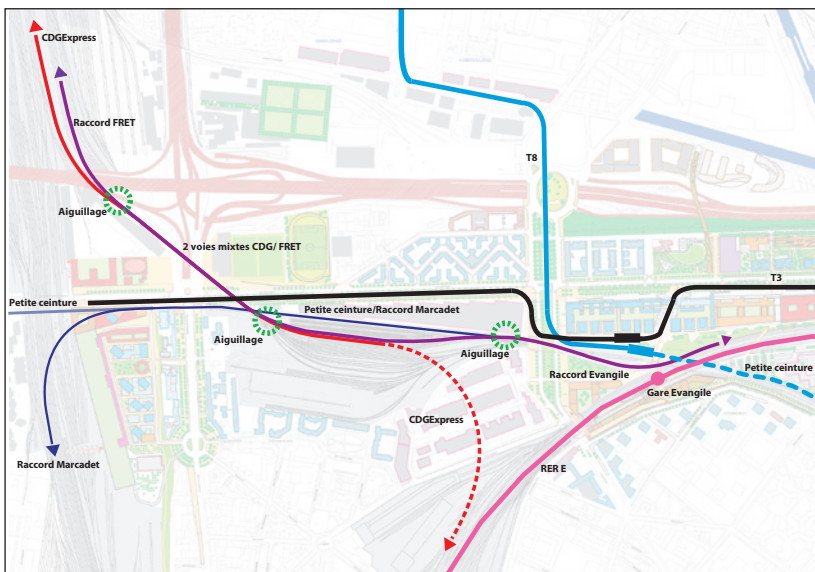 CDGExpress
Raccord FRET
T8
Aiguillage
2 voies mixtes CDG/ FRET
T3
Petite ceinture
Petite ceinture/Raccord Marcadet
Aiguillage
Aiguillage
Raccord Evangile
Petite ceinture
Gare Evangile
CDGExpress
Raccord Marcadet
RER E